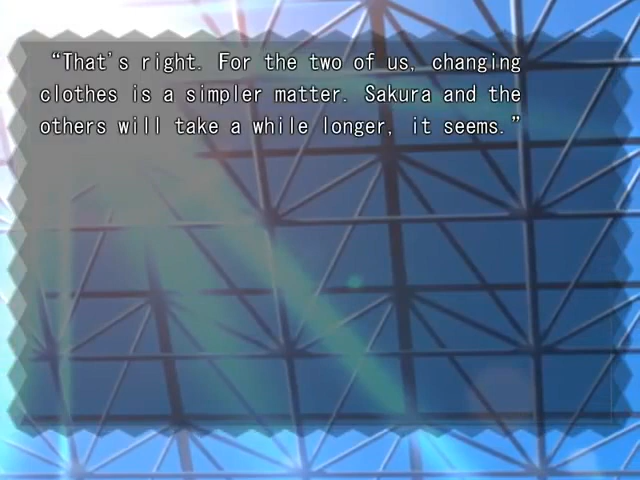 “That's right. For the two of us, changing
clothes is a simpler matter. Sakura and the
others will take a while longer, it seems.”